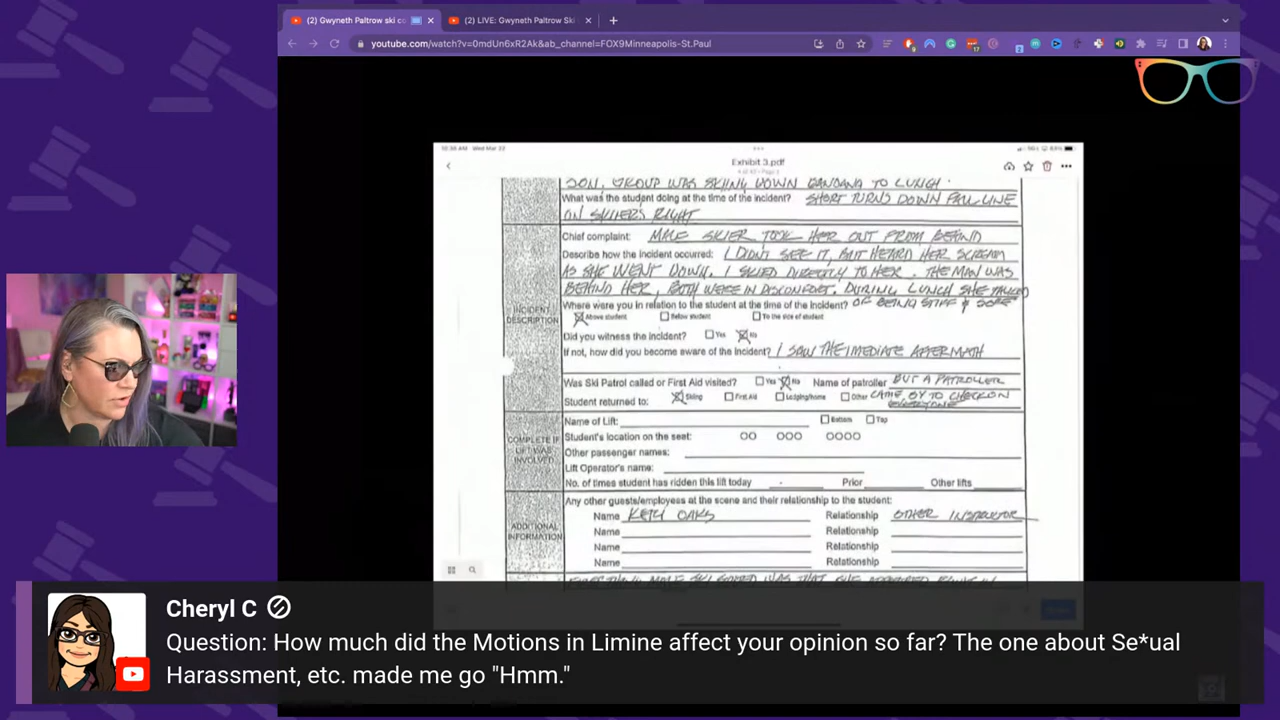 (2) Gwyneth Paltrow ski co
(2) LIVE: Gwyneth Paltrow Ski
youtube.com/watch?v=0mdUn6xR2Ak&ab_channel=FOX9Minneapolis-St.Paul
Wed Mar 22
Exhibit 3.pdf
SON, GROUP WAS SKIING DOWN BANDANA TO LUNCH.
What was the student doing at the time of the incident? SHORT TURNS DOWN FALL LINE
ON SKIERS RIGHT
Chief complaint: MALE SKIER TOOK HER OUT FROM BEHIND
Describe how the incident occurred: I DIDN'T SEE IT, BUT HEARD HER SCREAM
AS SHE WENT DOWN. I SKIED DIRECTLY TO HER. THE MAN WAS
BEHIND HER, BOTH WERE IN DISCOMFORT. DURING LUNCH SHE TALKED
Where were you in relation to the student at the time of the incident? OF BEING STIFF & SORE
INCIDENT DESCRIPTION
Above student Below student To the side of student
Did you witness the incident? Yes No
If not, how did you become aware of the incident? I SAW THE IMEDIATE AFTERMATH
Was Ski Patrol called or First Aid visited? Yes No Name of patroller BUT A PATROLLER
Student returned to: Skiing First Aid Lodging/home Other CAME BY TO CHECK ON
EVERYONE
COMPLETE IF LIFT WAS INVOLVED
Name of Lift: Bottom Top
Student's location on the seat: OO OOO OOOO
Other passenger names:
Lift Operator's name:
No. of times student has ridden this lift today Prior Other lifts
Any other guests/employees at the scene and their relationship to the student:
ADDITIONAL INFORMATION
Name OAKS Relationship OTHER INSTRUCTOR
Name Relationship
Name Relationship
Name Relationship
Cheryl C
Question: How much did the Motions in Limine affect your opinion so far? The one about Se*ual
Harassment, etc. made me go "Hmm."